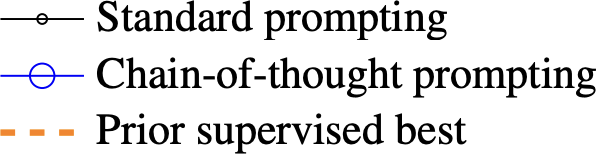 Standard prompting
Chain-of-thought prompting
Prior supervised best